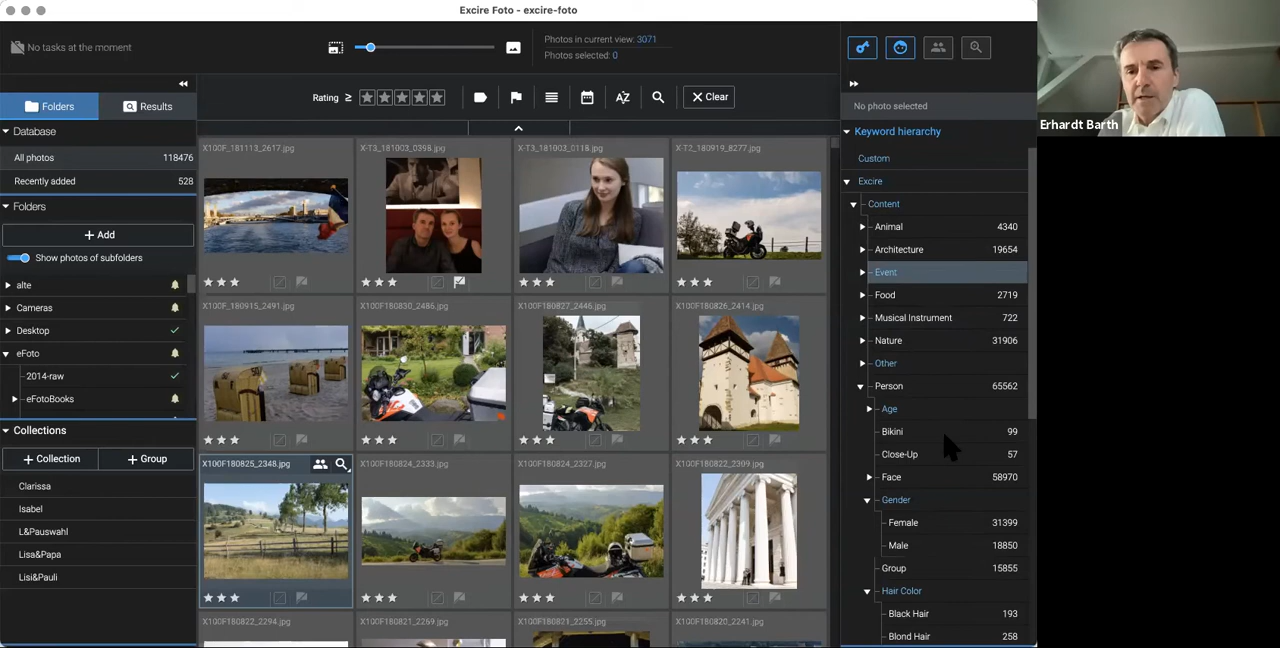 Excire Foto - excire-foto
No tasks at the moment
Photos in current view: 3071
Photos selected: 0
Folders
Results
Rating ≥
Clear
No photo selected
Erhardt Barth
Database
All photos 118476
Recently added 528
Folders
+ Add
Show photos of subfolders
alte
Cameras
Desktop
eFoto
2014-raw
eFotoBooks
Collections
+ Collection
+ Group
Clarissa
Isabel
L&Pauswahl
Lisa&Papa
Lisi&Pauli
X100F_181113_2617.jpg
X-T3_181003_0398.jpg
X-T3_181003_0118.jpg
X-T2_180919_8277.jpg
X100F_180915_2491.jpg
X100F180830_2486.jpg
X100F180827_2446.jpg
X100F180826_2414.jpg
X100F180825_2348.jpg
X100F180824_2333.jpg
X100F180824_2327.jpg
X100F180822_2309.jpg
X100F180822_2294.jpg
X100F180821_2259.jpg
X100F180821_2255.jpg
X100F180820_2241.jpg
Keyword hierarchy
Custom
Excire
Content
Animal 4340
Architecture 19654
Event
Food 2719
Musical Instrument 722
Nature 31906
Other
Person 65562
Age
Bikini 99
Close-Up 57
Face 58970
Gender
Female 31399
Male 18850
Group 15855
Hair Color
Black Hair 193
Blond Hair 258